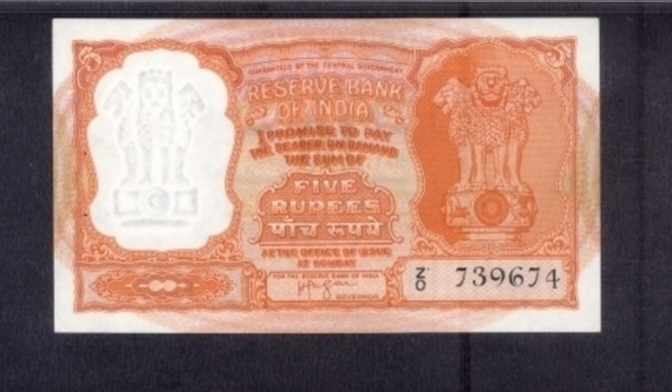 GUARANTEED BY THE CENTRAL GOVERNMENT
RESERVE BANK
OF INDIA
I PROMISE TO PAY
THE BEARER ON DEMAND
THE SUM OF
FIVE
RUPEES
पाँच रुपये
AT THE OFFICE OF ISSUE
AT BOMBAY
FOR THE RESERVE BANK OF INDIA
GOVERNOR
Z/0 739674